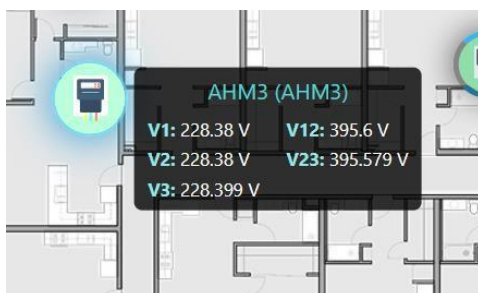 AHM3 (AHM3)
V1: 228.38 V V12: 395.6 V
V2: 228.38 V V23: 395.579 V
V3: 228.399 V